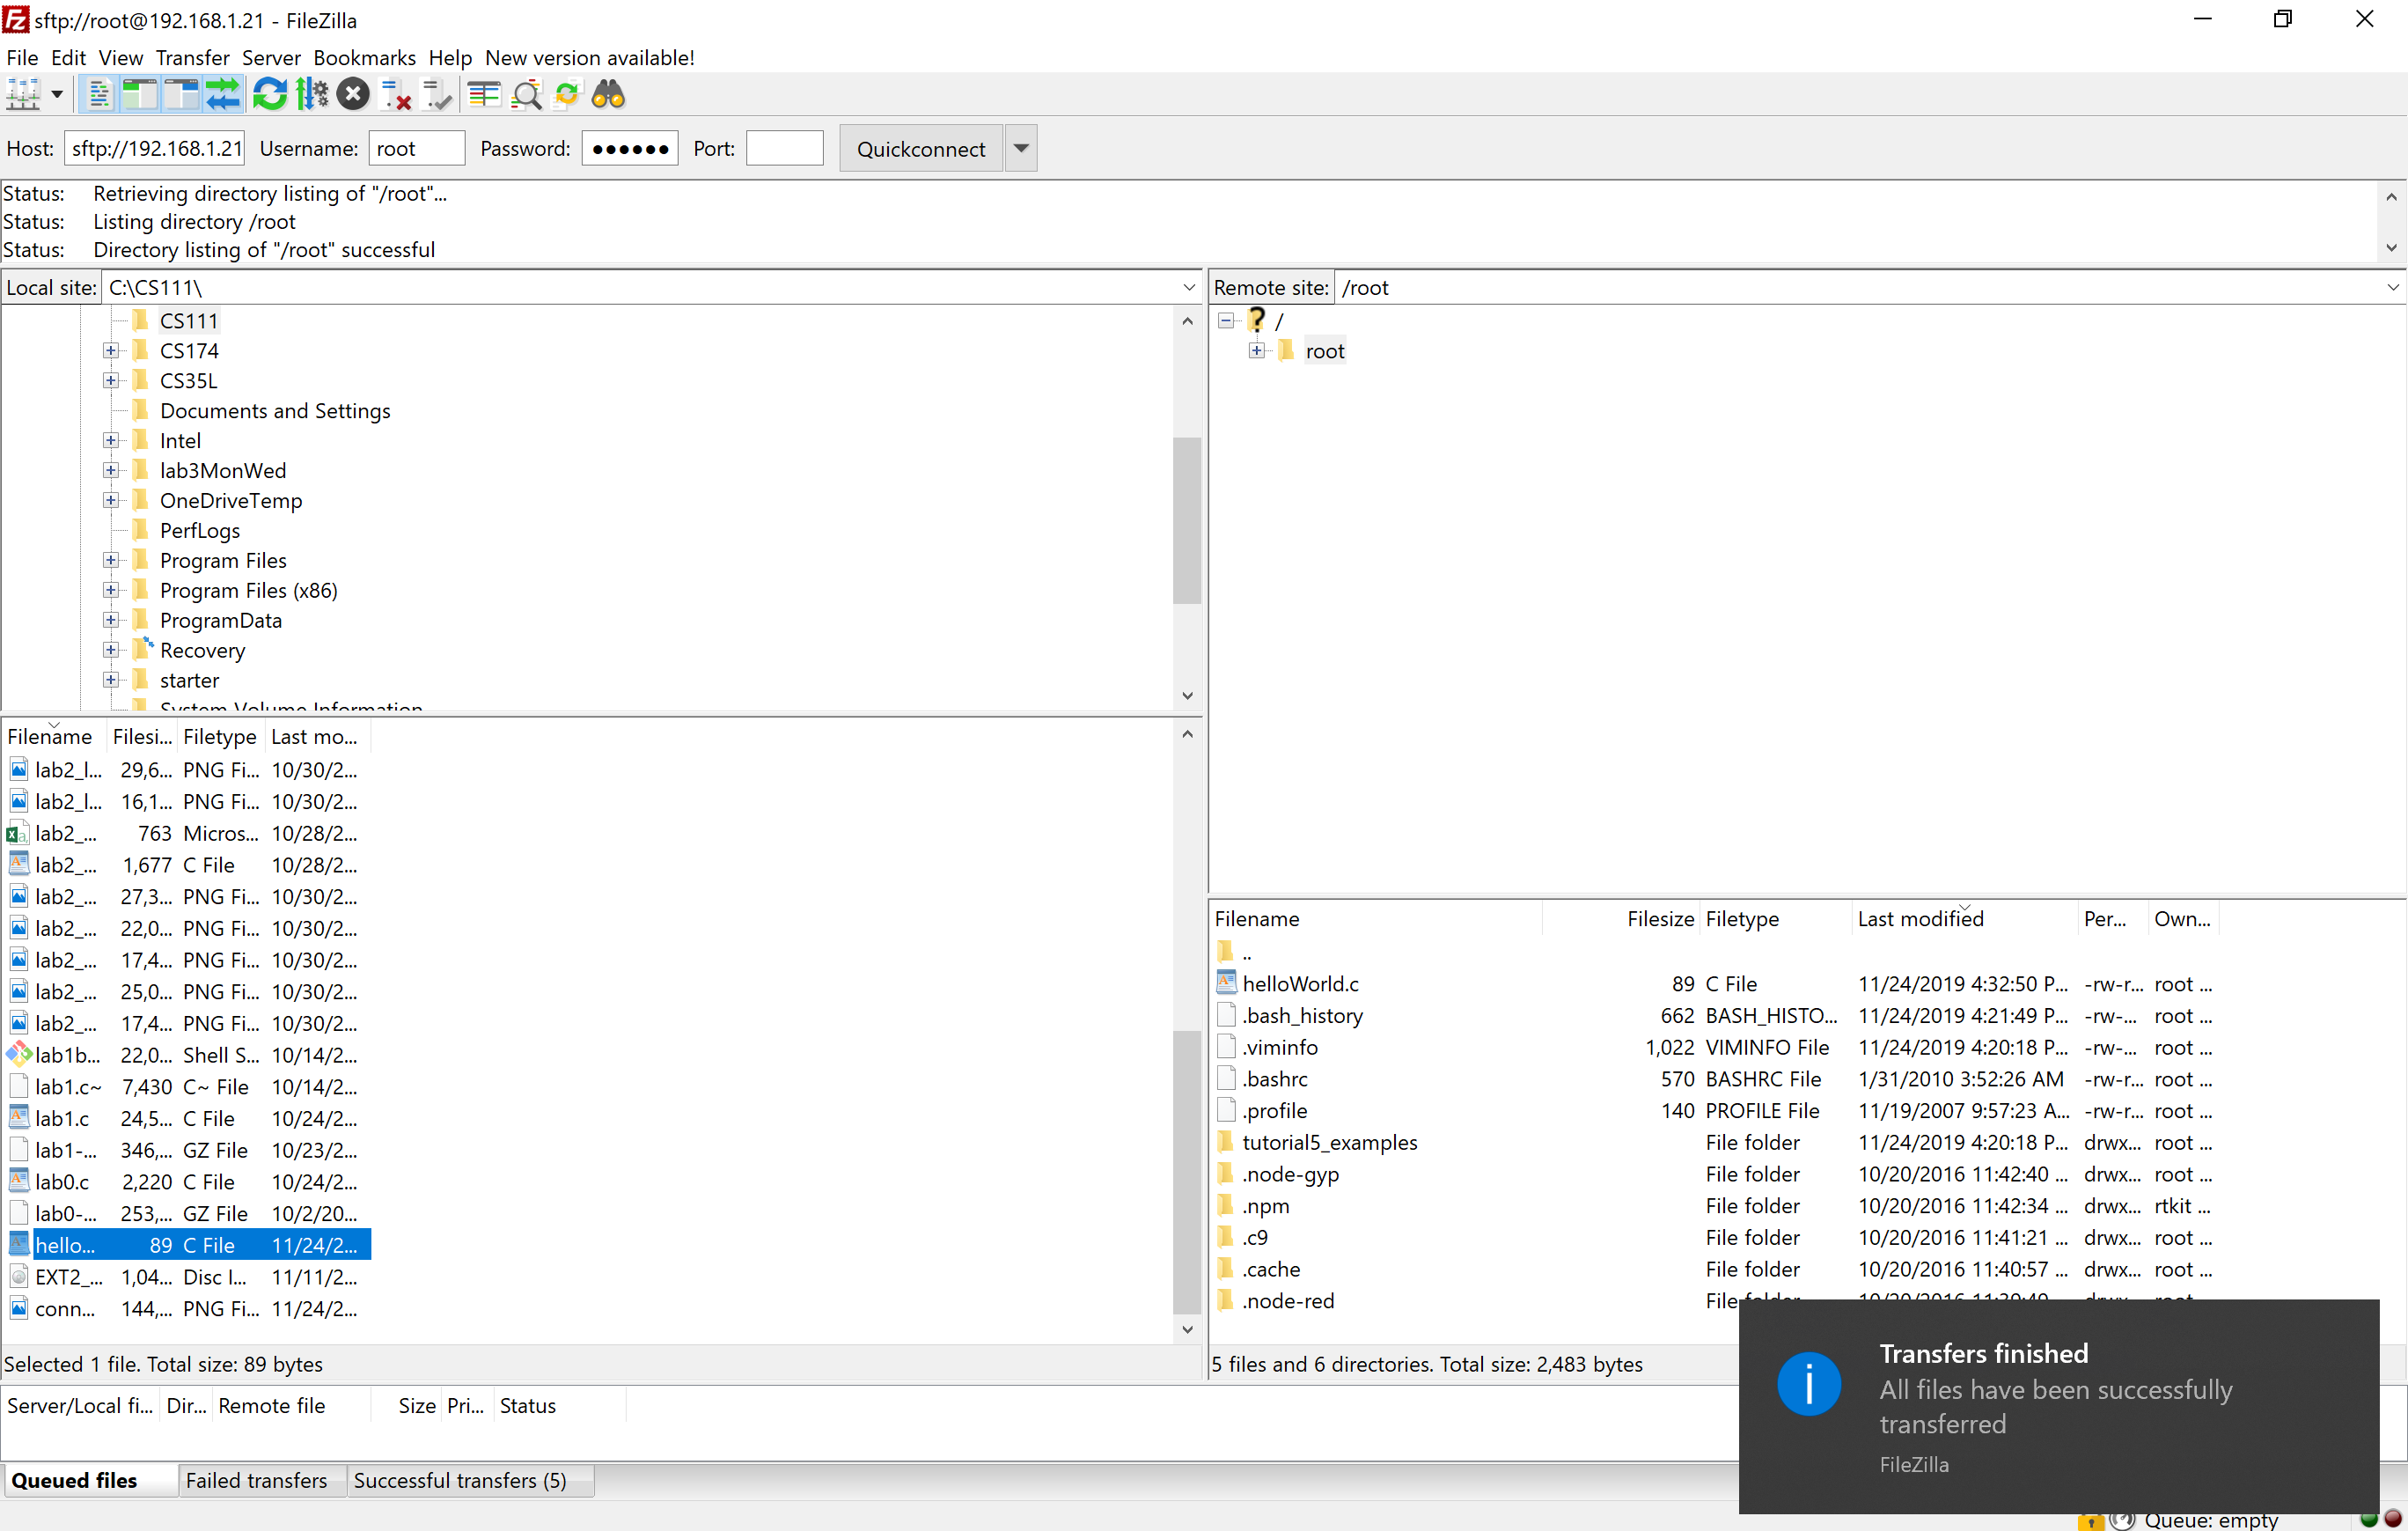 sftp://root@192.168.1.21 - FileZilla
File Edit View Transfer Server Bookmarks Help New version available!
Host: sftp://192.168.1.21 Username: root Password: ●●●●●● Port: Quickconnect
Status: Retrieving directory listing of "/root"...
Status: Listing directory /root
Status: Directory listing of "/root" successful
Local site: C:\CS111\
CS111
CS174
CS35L
Documents and Settings
Intel
lab3MonWed
OneDriveTemp
PerfLogs
Program Files
Program Files (x86)
ProgramData
Recovery
starter
System Volume Information
Filename Filesi... Filetype Last mo...
lab2_l... 29,6... PNG Fi... 10/30/2...
lab2_l... 16,1... PNG Fi... 10/30/2...
lab2_... 763 Micros... 10/28/2...
lab2_... 1,677 C File 10/28/2...
lab2_... 27,3... PNG Fi... 10/30/2...
lab2_... 22,0... PNG Fi... 10/30/2...
lab2_... 17,4... PNG Fi... 10/30/2...
lab2_... 25,0... PNG Fi... 10/30/2...
lab2_... 17,4... PNG Fi... 10/30/2...
lab1b... 22,0... Shell S... 10/14/2...
lab1.c~ 7,430 C~ File 10/14/2...
lab1.c 24,5... C File 10/24/2...
lab1-... 346,... GZ File 10/23/2...
lab0.c 2,220 C File 10/24/2...
lab0-... 253,... GZ File 10/2/20...
hello... 89 C File 11/24/2...
EXT2_... 1,04... Disc I... 11/11/2...
conn... 144,... PNG Fi... 11/24/2...
Selected 1 file. Total size: 89 bytes
Remote site: /root
/
root
Filename Filesize Filetype Last modified Per... Own...
..
helloWorld.c 89 C File 11/24/2019 4:32:50 P... -rw-r... root ...
.bash_history 662 BASH_HISTO... 11/24/2019 4:21:49 P... -rw-... root ...
.viminfo 1,022 VIMINFO File 11/24/2019 4:20:18 P... -rw-... root ...
.bashrc 570 BASHRC File 1/31/2010 3:52:26 AM -rw-r... root ...
.profile 140 PROFILE File 11/19/2007 9:57:23 A... -rw-r... root ...
tutorial5_examples File folder 11/24/2019 4:20:18 P... drwx... root ...
.node-gyp File folder 10/20/2016 11:42:40 ... drwx... root ...
.npm File folder 10/20/2016 11:42:34 ... drwx... rtkit ...
.c9 File folder 10/20/2016 11:41:21 ... drwx... root ...
.cache File folder 10/20/2016 11:40:57 ... drwx... root ...
.node-red File folder
5 files and 6 directories. Total size: 2,483 bytes
Server/Local fi... Dir... Remote file Size Pri... Status
Queued files Failed transfers Successful transfers (5)
Transfers finished
All files have been successfully
transferred
FileZilla
Queue: empty